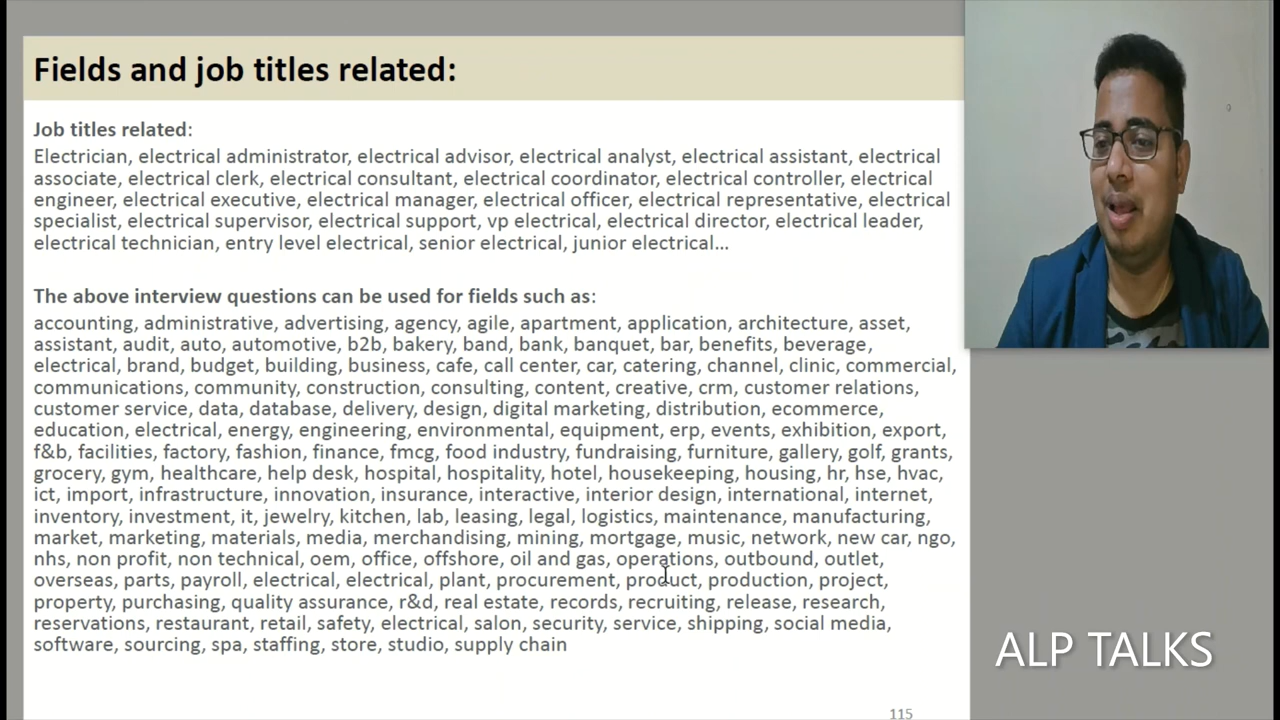 Fields and job titles related:
Job titles related:
Electrician, electrical administrator, electrical advisor, electrical analyst, electrical assistant, electrical
associate, electrical clerk, electrical consultant, electrical coordinator, electrical controller, electrical
engineer, electrical executive, electrical manager, electrical officer, electrical representative, electrical
specialist, electrical supervisor, electrical support, vp electrical, electrical director, electrical leader,
electrical technician, entry level electrical, senior electrical, junior electrical...
The above interview questions can be used for fields such as:
accounting, administrative, advertising, agency, agile, apartment, application, architecture, asset,
assistant, audit, auto, automotive, b2b, bakery, band, bank, banquet, bar, benefits, beverage,
electrical, brand, budget, building, business, cafe, call center, car, catering, channel, clinic, commercial,
communications, community, construction, consulting, content, creative, crm, customer relations,
customer service, data, database, delivery, design, digital marketing, distribution, ecommerce,
education, electrical, energy, engineering, environmental, equipment, erp, events, exhibition, export,
f&b, facilities, factory, fashion, finance, fmcg, food industry, fundraising, furniture, gallery, golf, grants,
grocery, gym, healthcare, help desk, hospital, hospitality, hotel, housekeeping, housing, hr, hse, hvac,
ict, import, infrastructure, innovation, insurance, interactive, interior design, international, internet,
inventory, investment, it, jewelry, kitchen, lab, leasing, legal, logistics, maintenance, manufacturing,
market, marketing, materials, media, merchandising, mining, mortgage, music, network, new car, ngo,
nhs, non profit, non technical, oem, office, offshore, oil and gas, operations, outbound, outlet,
overseas, parts, payroll, electrical, electrical, plant, procurement, product, production, project,
property, purchasing, quality assurance, r&d, real estate, records, recruiting, release, research,
reservations, restaurant, retail, safety, electrical, salon, security, service, shipping, social media,
software, sourcing, spa, staffing, store, studio, supply chain
ALP TALKS
115